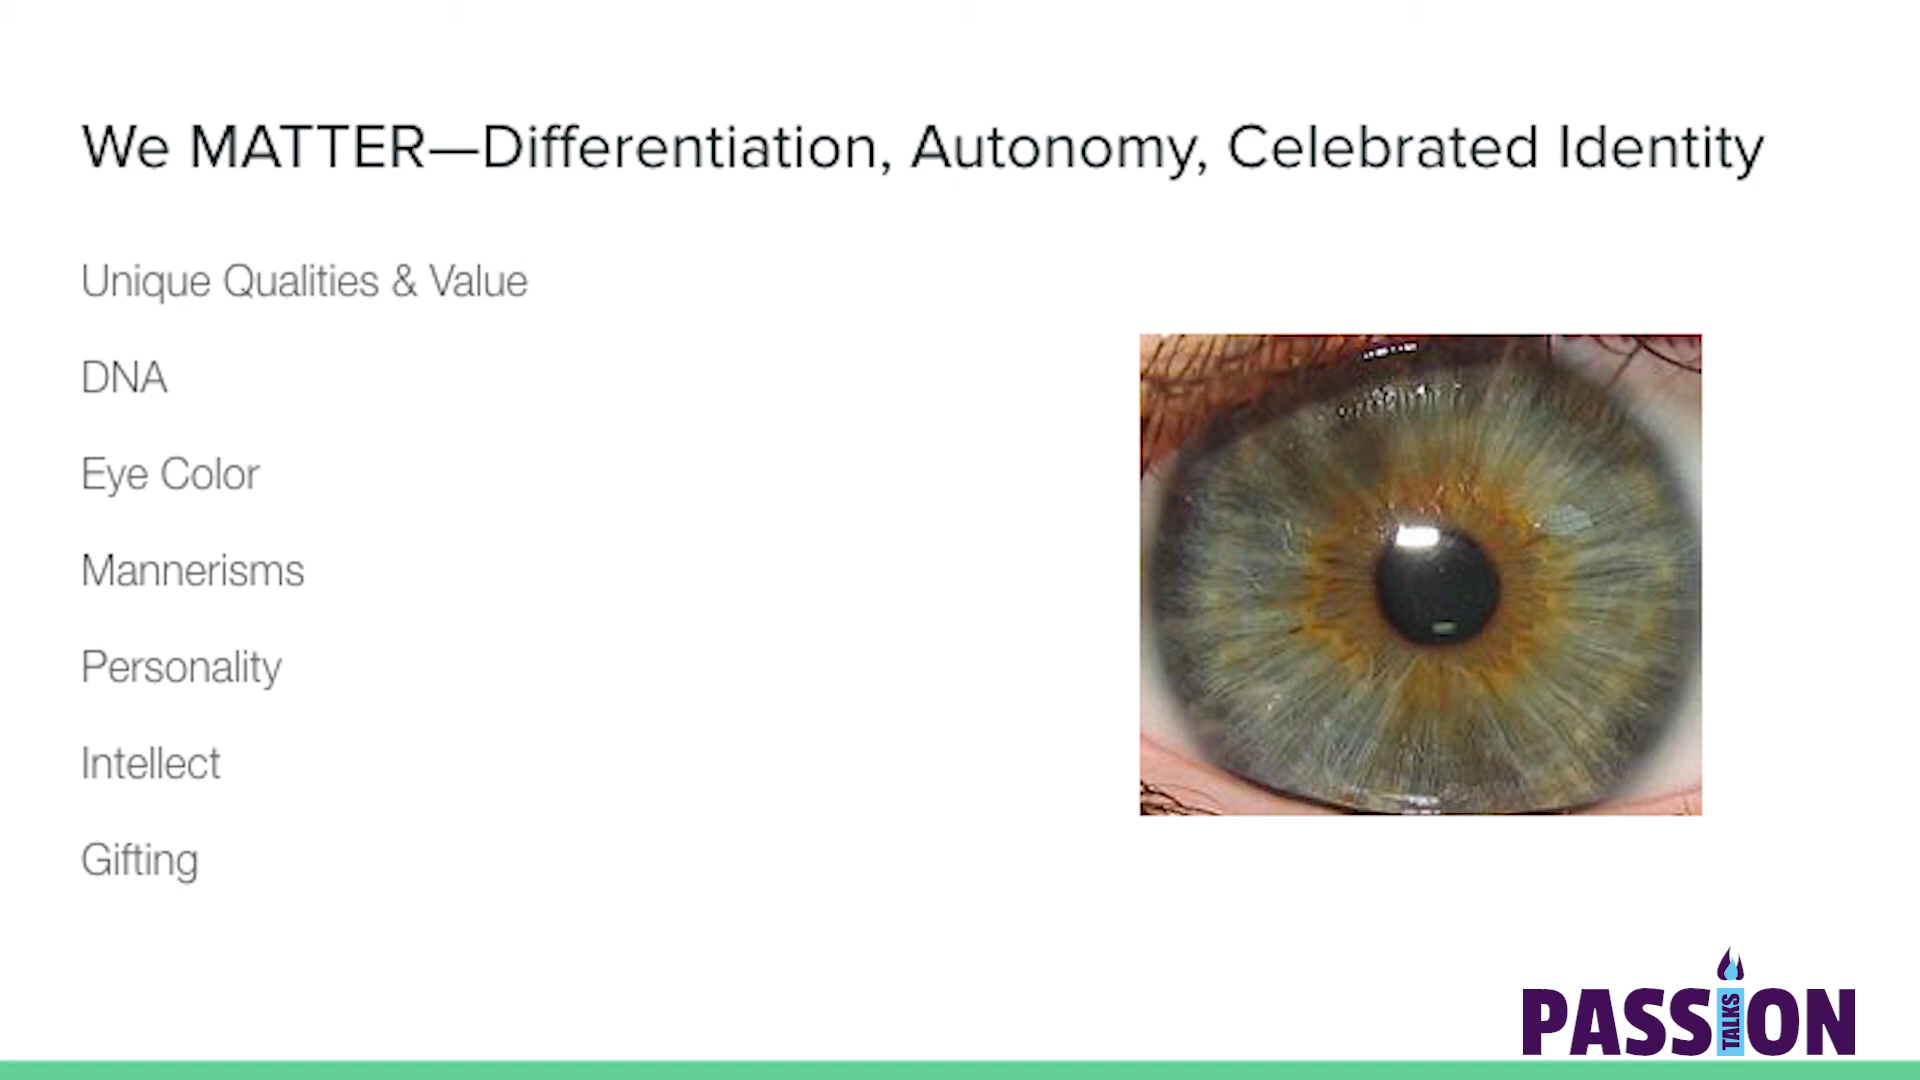 We MATTER—Differentiation, Autonomy, Celebrated Identity
Unique Qualities & Value
DNA
Eye Color
Mannerisms
Personality
Intellect
Gifting
PASSION
TALKS